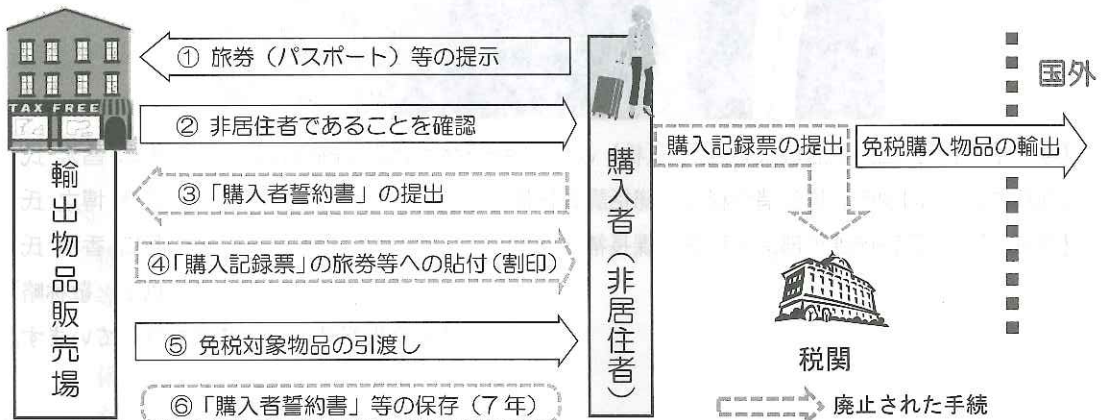 ① 旅券（パスポート）等の提示
国外
TAX FREE
② 非居住者であることを確認
購入記録票の提出
免税購入物品の輸出
③「購入者誓約書」の提出
④「購入記録票」の旅券等への貼付（割印）
輸出物品販売場
購入者（非居住者）
⑤ 免税対象物品の引渡し
税関
⑥「購入者誓約書」等の保存（7年）
廃止された手続